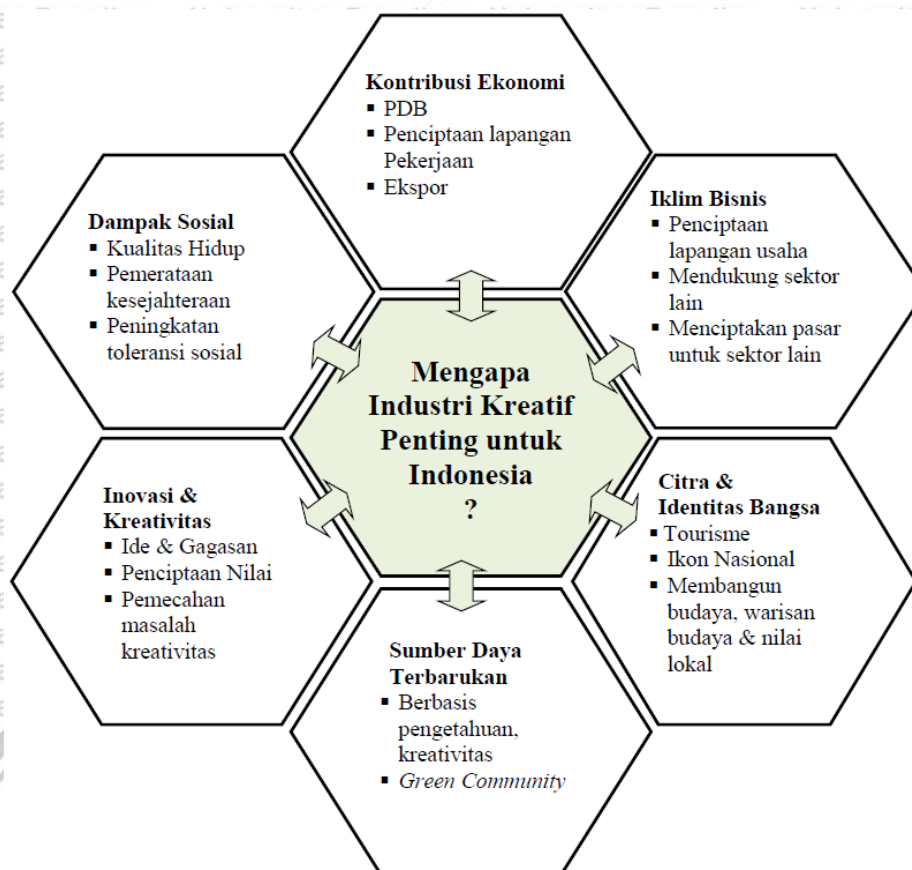 Kontribusi Ekonomi
▪ PDB
▪ Penciptaan lapangan
Pekerjaan
▪ Ekspor
Iklim Bisnis
▪ Penciptaan
lapangan usaha
▪ Mendukung sektor
lain
▪ Menciptakan pasar
untuk sektor lain
Dampak Sosial
▪ Kualitas Hidup
▪ Pemerataan
kesejahteraan
▪ Peningkatan
toleransi sosial
Mengapa
Industri Kreatif
Penting untuk
Indonesia
?
Citra &
Identitas Bangsa
▪ Tourisme
▪ Ikon Nasional
▪ Membangun
budaya, warisan
budaya & nilai
lokal
Inovasi &
Kreativitas
▪ Ide & Gagasan
▪ Penciptaan Nilai
▪ Pemecahan
masalah
kreativitas
Sumber Daya
Terbarukan
▪ Berbasis
pengetahuan,
kreativitas
▪ Green Community